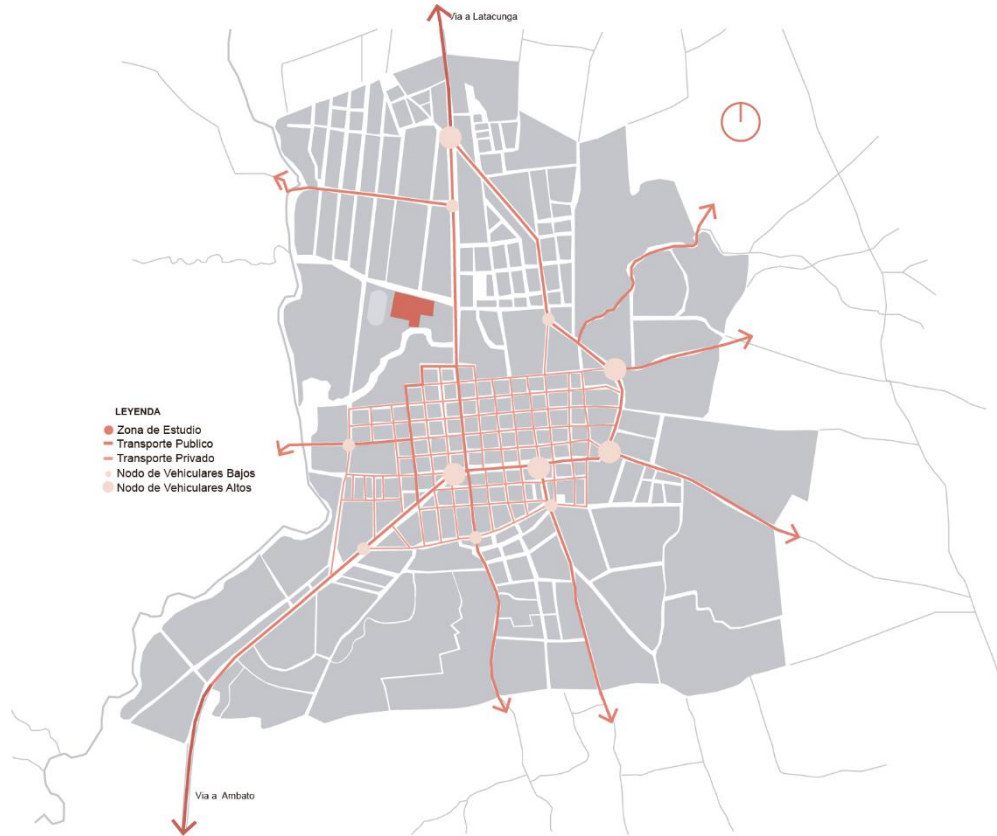 Via a Latacunga
LEYENDA
Zona de Estudio
Transporte Publico
Transporte Privado
Nodo de Vehiculares Bajos
Nodo de Vehiculares Altos
Via a Ambato